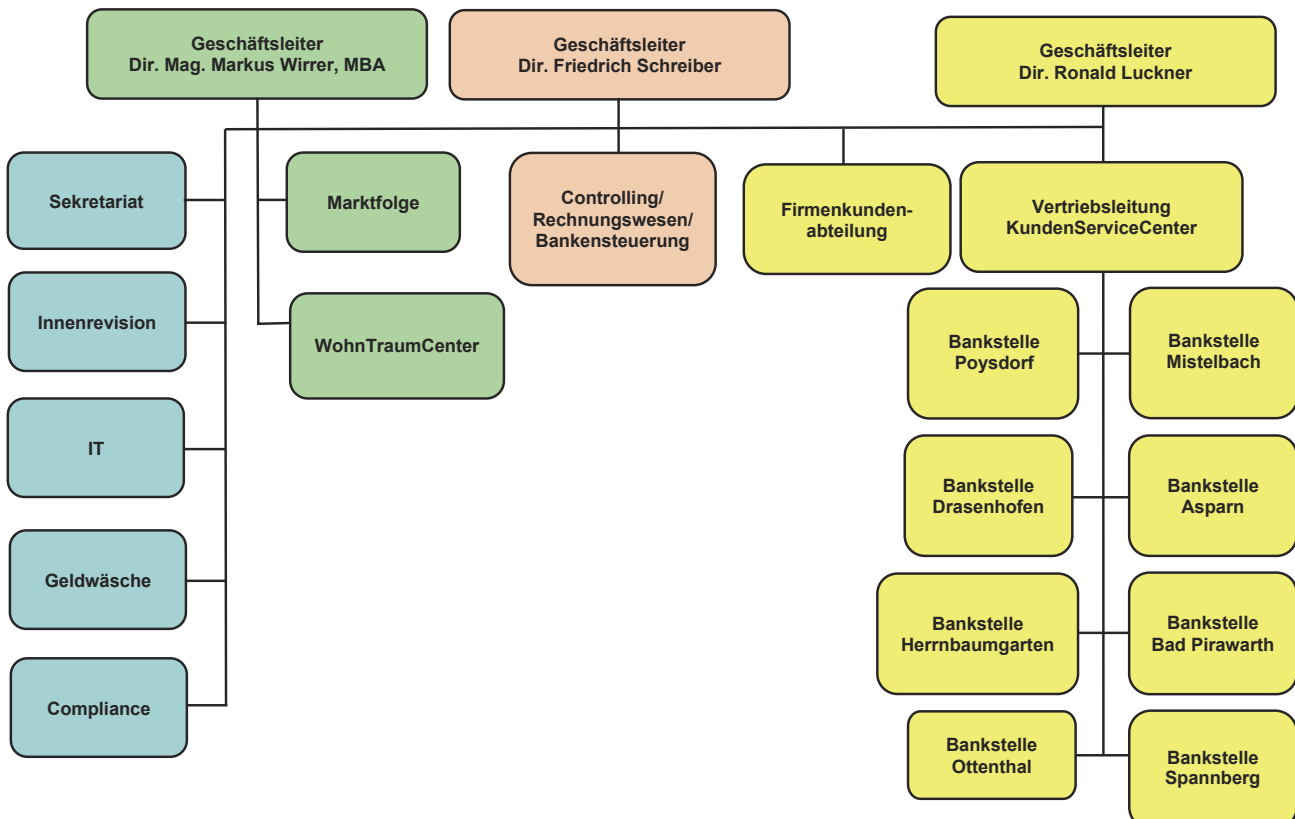 Geschäftsleiter
Dir. Mag. Markus Wirrer, MBA
Geschäftsleiter
Dir. Friedrich Schreiber
Geschäftsleiter
Dir. Ronald Luckner
Sekretariat
Marktfolge
Controlling/
Rechnungswesen/
Bankensteuerung
Firmenkunden-
abteilung
Vertriebsleitung
KundenServiceCenter
Innenrevision
WohnTraumCenter
Bankstelle
Poysdorf
Bankstelle
Mistelbach
IT
Bankstelle
Drasenhofen
Bankstelle
Asparn
Geldwäsche
Bankstelle
Herrnbaumgarten
Bankstelle
Bad Pirawarth
Compliance
Bankstelle
Ottenthal
Bankstelle
Spannberg